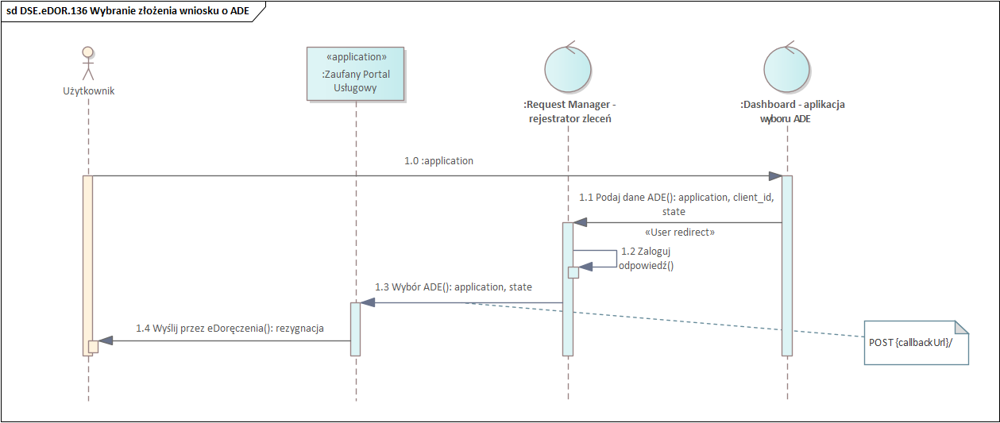 sd DSE.eDOR.136 Wybranie złożenia wniosku o ADE
Użytkownik
«application»
:Zaufany Portal
Usługowy
:Request Manager -
rejestrator zleceń
:Dashboard - aplikacja
wyboru ADE
1.0 :application
1.1 Podaj dane ADE(): application, client_id,
state
«User redirect»
1.2 Zaloguj
odpowiedź()
1.3 Wybór ADE(): application, state
1.4 Wyślij przez eDoręczenia(): rezygnacja
POST {callbackUrl}/